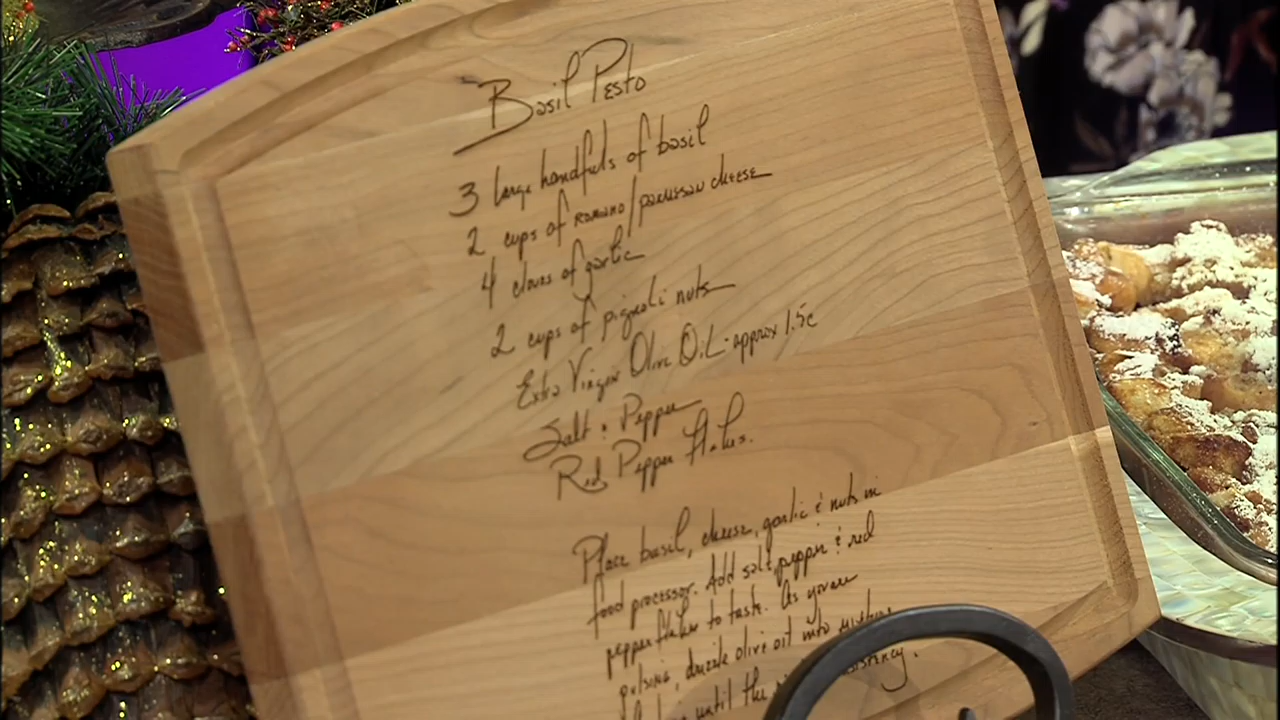 Basil Pesto
3 large handfuls of basil
2 cups of romano/parmesan cheese
4 cloves of garlic
2 cups of pignoli nuts
Extra Virgin Olive Oil - approx 1.5c
Salt & Pepper
Red Pepper flakes.
Place basil, cheese, garlic & nuts in
food processor. Add salt, pepper & red
pepper flakes to taste. As you are
pulsing, drizzle olive oil into mixture
until the